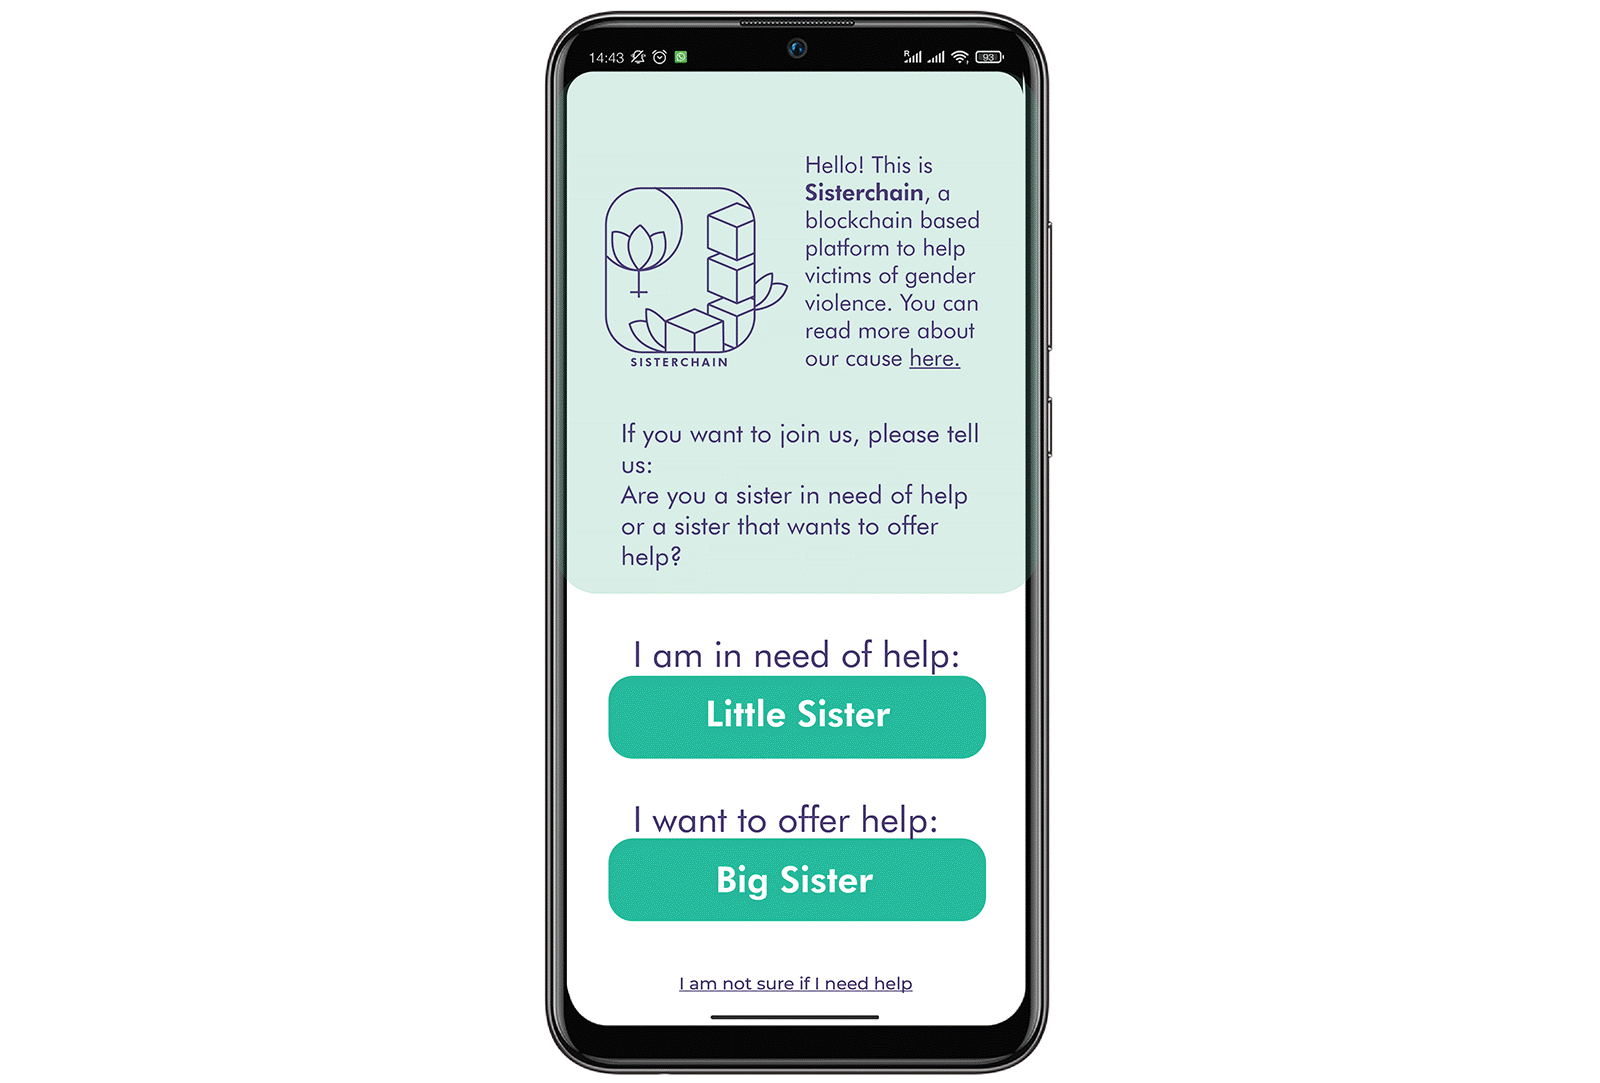 14:43
R
93
Hello! This is
Sisterchain, a
blockchain based
platform to help
victims of gender
violence. You can
read more about
our cause here.
SISTERCHAIN
If you want to join us, please tell
us:
Are you a sister in need of help
or a sister that wants to offer
help?
I am in need of help:
Little Sister
I want to offer help:
Big Sister
I am not sure if I need help